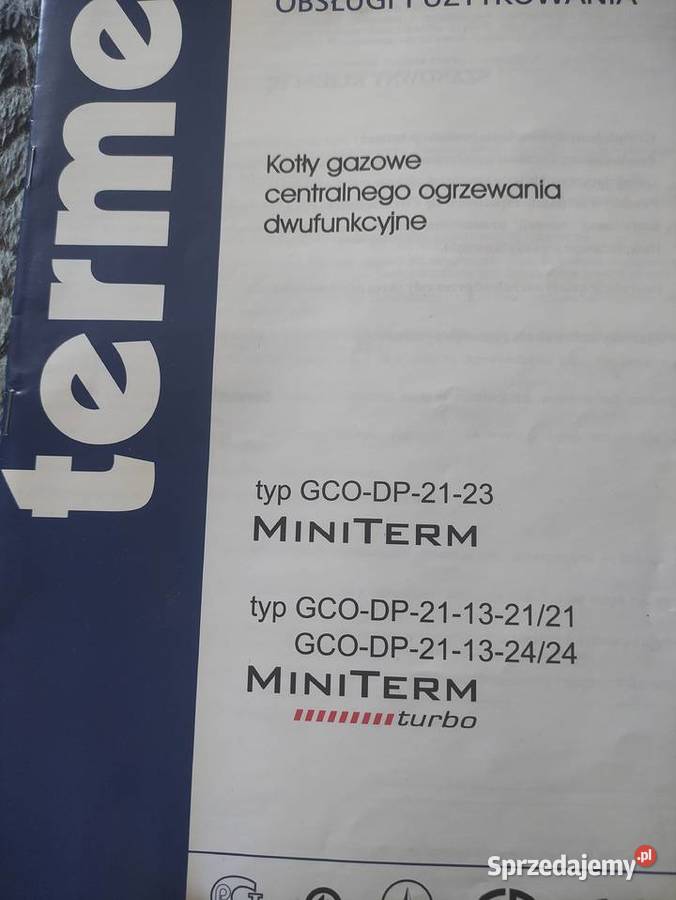 OBSŁUGI I UŻYTKOWANIA
terme
Kotły gazowe
centralnego ogrzewania
dwufunkcyjne
typ GCO-DP-21-23
MINITERM
typ GCO-DP-21-13-21/21
GCO-DP-21-13-24/24
MINITERM
turbo
Sprzedajemy.pl